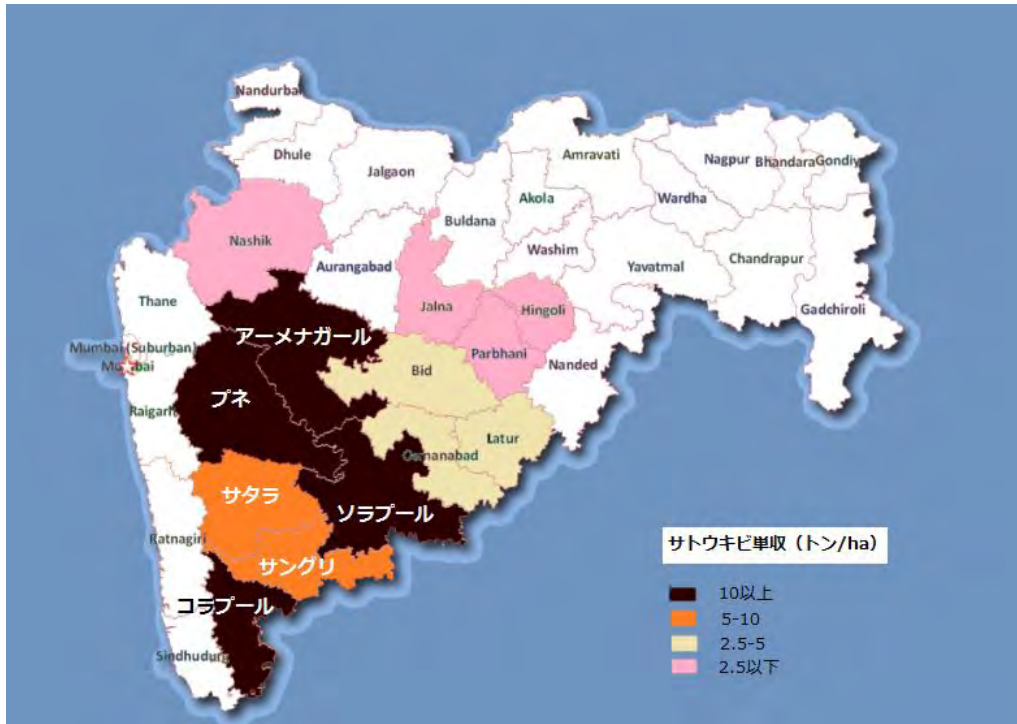 Nandurbar
Dhule
Jalgaon
Amravati
Nagpur
Bhandara
Gondiy
Akola
Wardha
Buldana
Nashik
Washim
Aurangabad
Yavatmal
Chandrapur
Thane
Jalna
Hingoli
Gadchiroli
アーメナガール
Mumbai (Suburban)
Mumbai
Parbhani
Nanded
Bid
プネ
Raigarh
Latur
Osmanabad
サタラ
ソラプール
Ratnagiri
サングリ
コラプール
Sindhudurg
サトウキビ単収（トン/ha）
10以上
5-10
2.5-5
2.5以下